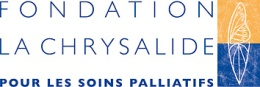 FONDATION
LA CHRYSALIDE
POUR LES SOINS PALLIATIFS